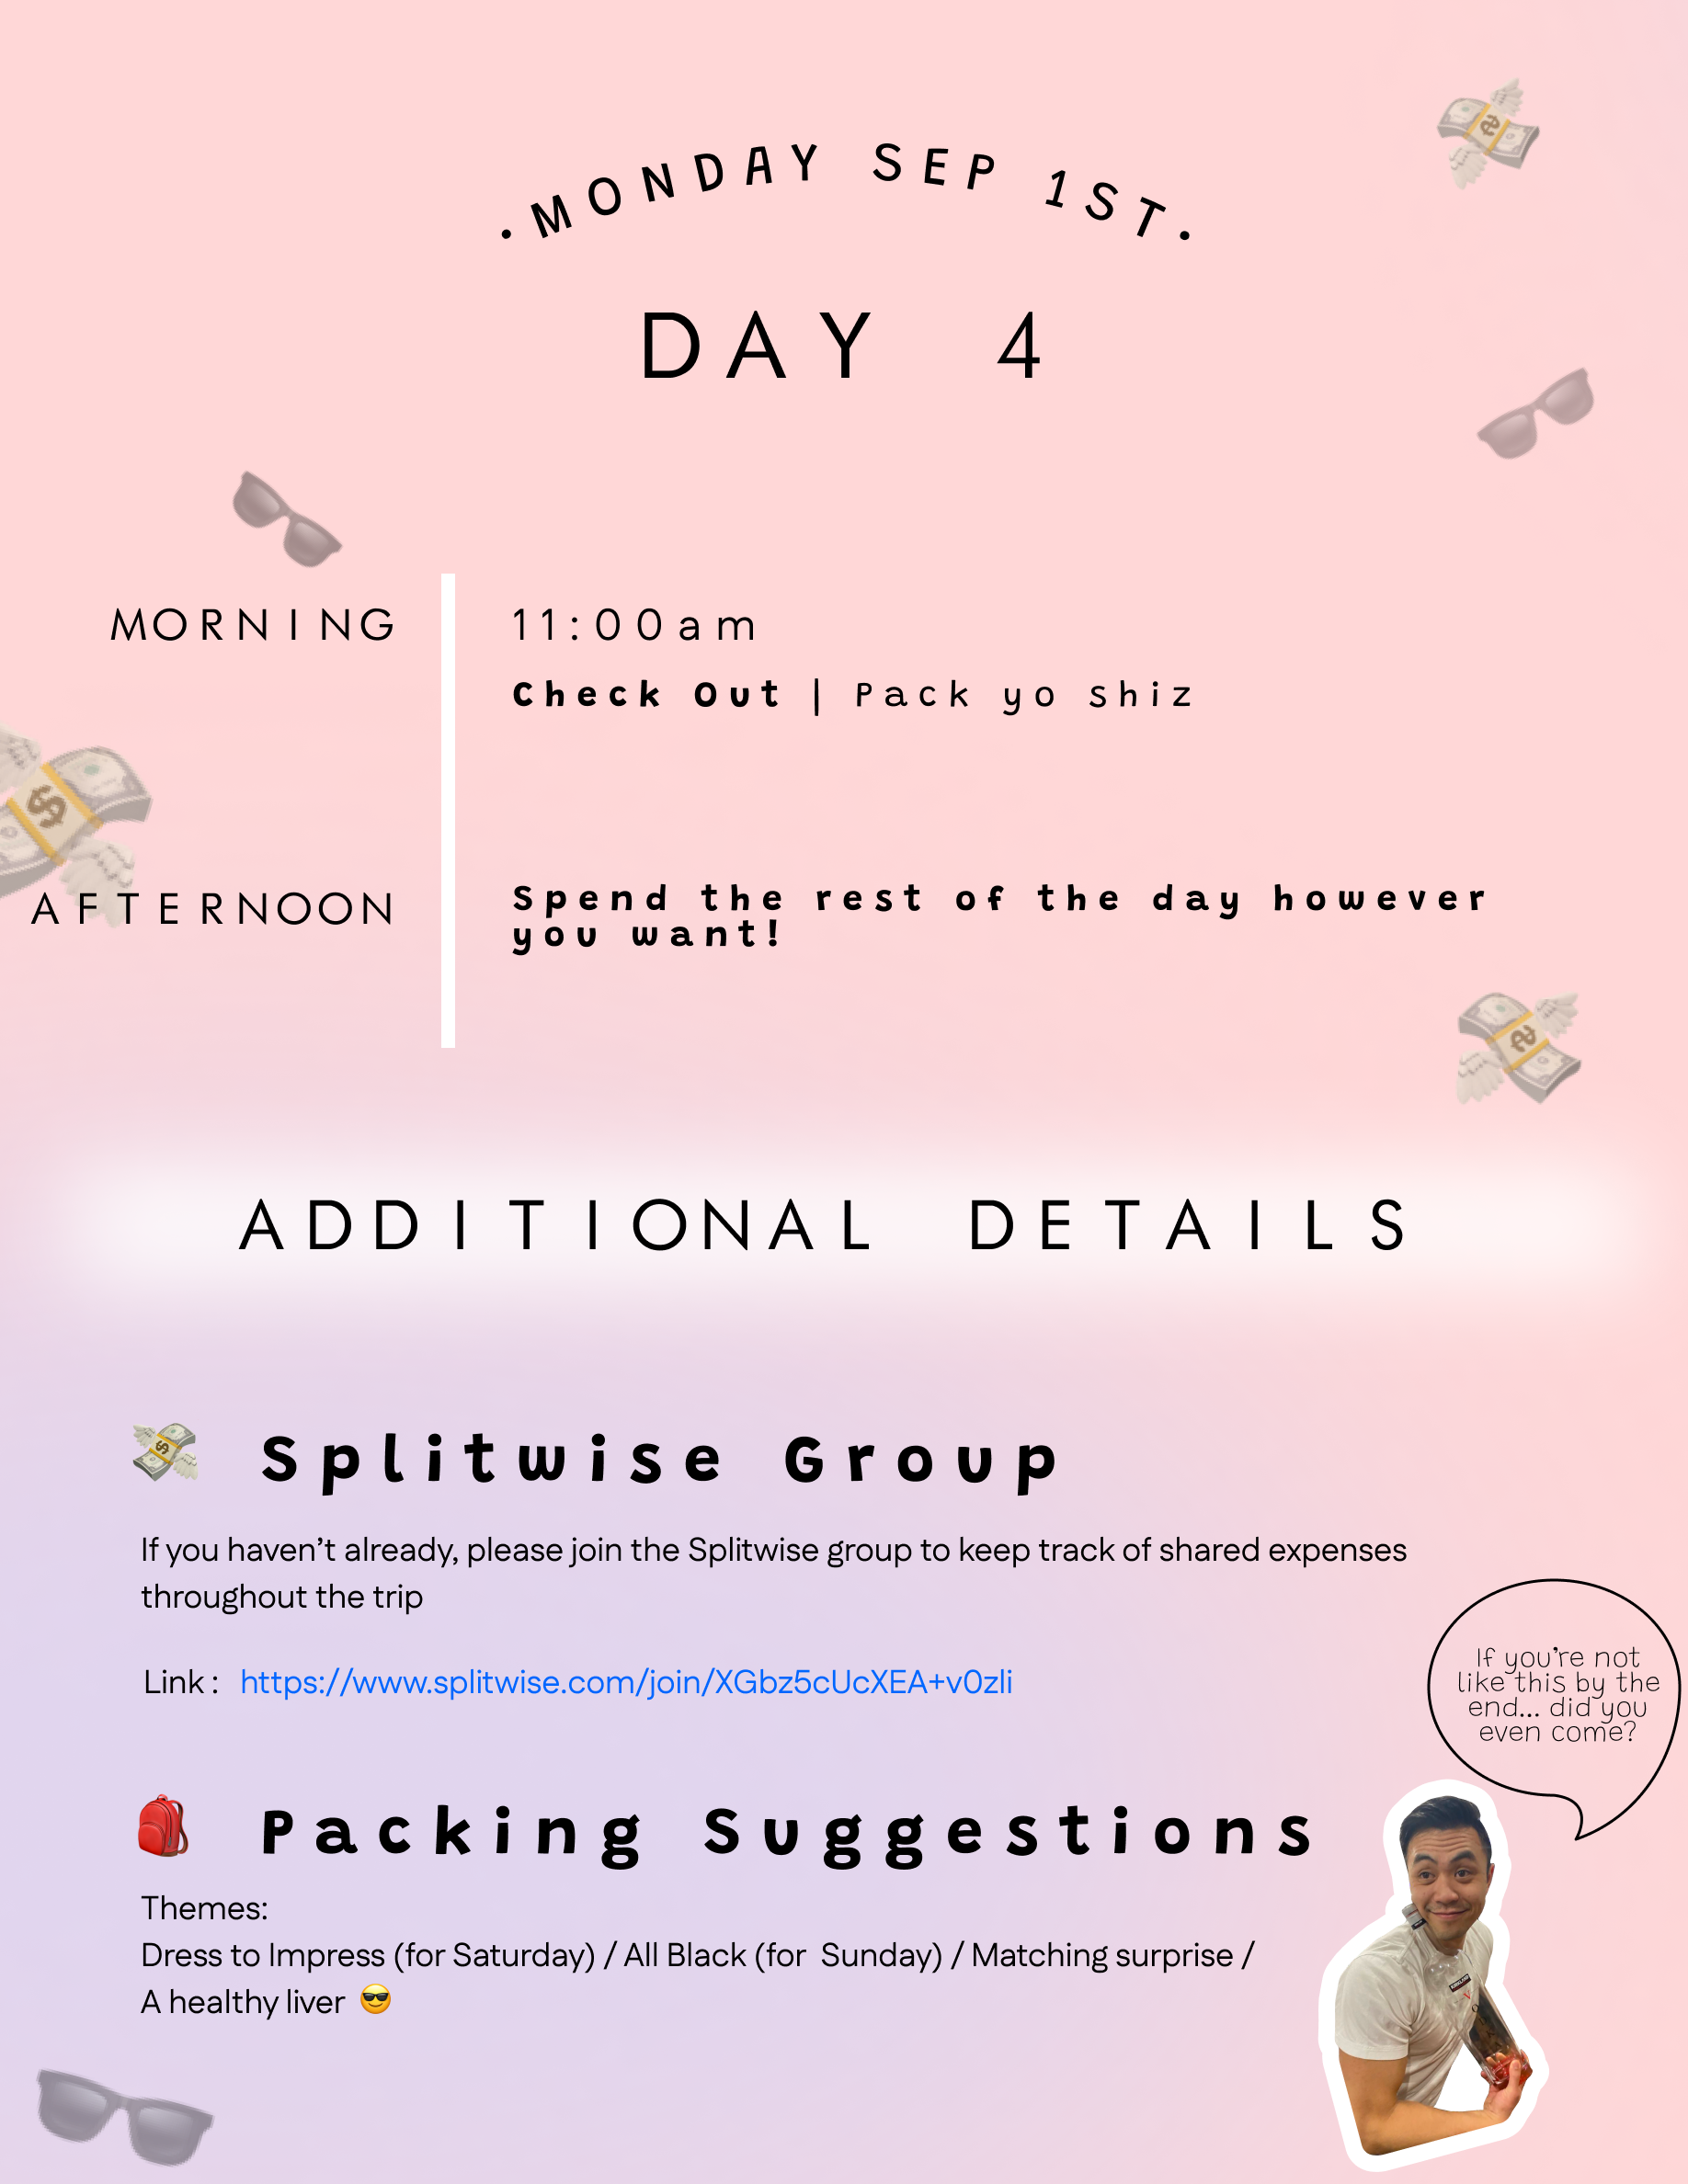 ·MONDAY SEP 1ST·
DAY 4
MORNING
11:00am
Check Out | Pack yo shiz
AFTERNOON
Spend the rest of the day however
you want!
ADDITIONAL DETAILS
Splitwise Group
If you haven't already, please join the Splitwise group to keep track of shared expenses
throughout the trip
Link: https://www.splitwise.com/join/XGbz5cUcXEA+v0zli
If you're not
like this by the
end... did you
even come?
Packing Suggestions
Themes:
Dress to Impress (for Saturday) / All Black (for Sunday) / Matching surprise /
A healthy liver 😎
KIRKLAND